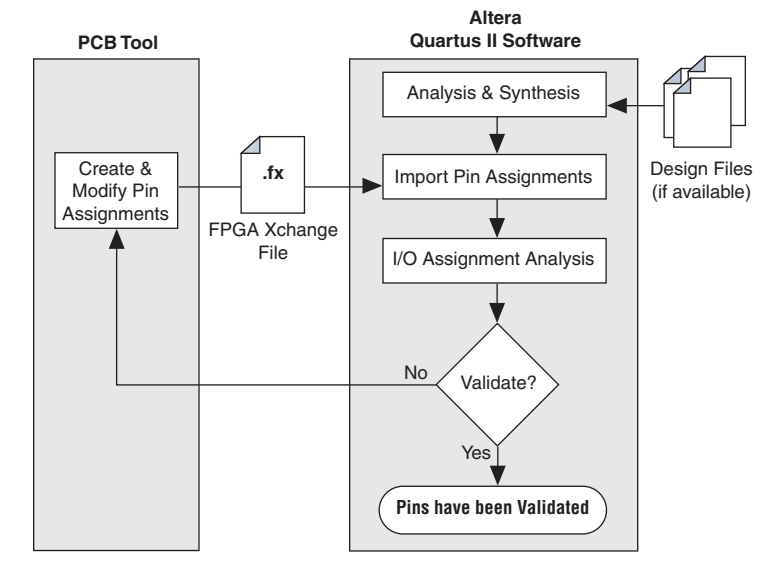 Altera
Quartus II Software
PCB Tool
Analysis & Synthesis
Design Files
(if available)
Create &
Modify Pin
Assignments
.fx
FPGA Xchange
File
Import Pin Assignments
I/O Assignment Analysis
Validate?
No
Yes
Pins have been Validated